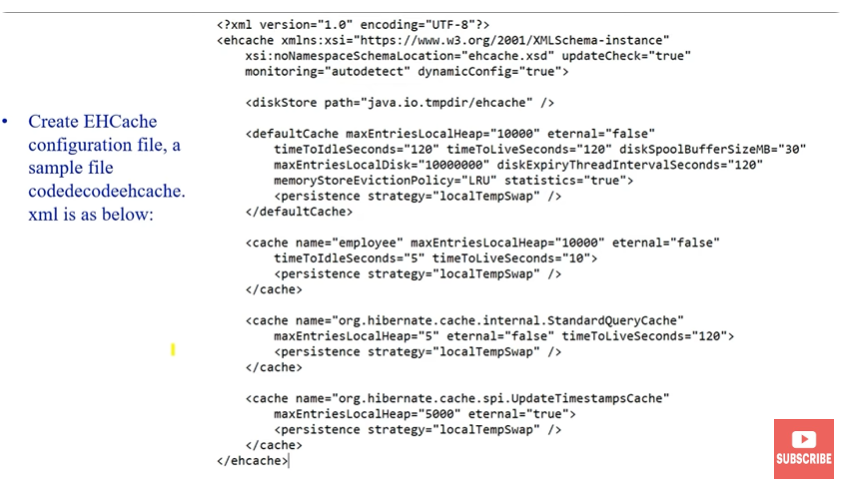 • Create EHCache
configuration file, a
sample file
codedecodeehcache.
xml is as below:
<?xml version="1.0" encoding="UTF-8"?>
<ehcache xmlns:xsi="https://www.w3.org/2001/XMLSchema-instance"
xsi:noNamespaceSchemaLocation="ehcache.xsd" updateCheck="true"
monitoring="autodetect" dynamicConfig="true">
<diskStore path="java.io.tmpdir/ehcache" />
<defaultCache maxEntriesLocalHeap="10000" eternal="false"
timeToIdleSeconds="120" timeToLiveSeconds="120" diskSpoolBufferSizeMB="30"
maxEntriesLocalDisk="10000000" diskExpiryThreadIntervalSeconds="120"
memoryStoreEvictionPolicy="LRU" statistics="true">
<persistence strategy="localTempSwap" />
</defaultCache>
<cache name="employee" maxEntriesLocalHeap="10000" eternal="false"
timeToIdleSeconds="5" timeToLiveSeconds="10">
<persistence strategy="localTempSwap" />
</cache>
<cache name="org.hibernate.cache.internal.StandardQueryCache"
maxEntriesLocalHeap="5" eternal="false" timeToLiveSeconds="120">
<persistence strategy="localTempSwap" />
</cache>
<cache name="org.hibernate.cache.spi.UpdateTimestampsCache"
maxEntriesLocalHeap="5000" eternal="true">
<persistence strategy="localTempSwap" />
</cache>
</ehcache>
SUBSCRIBE